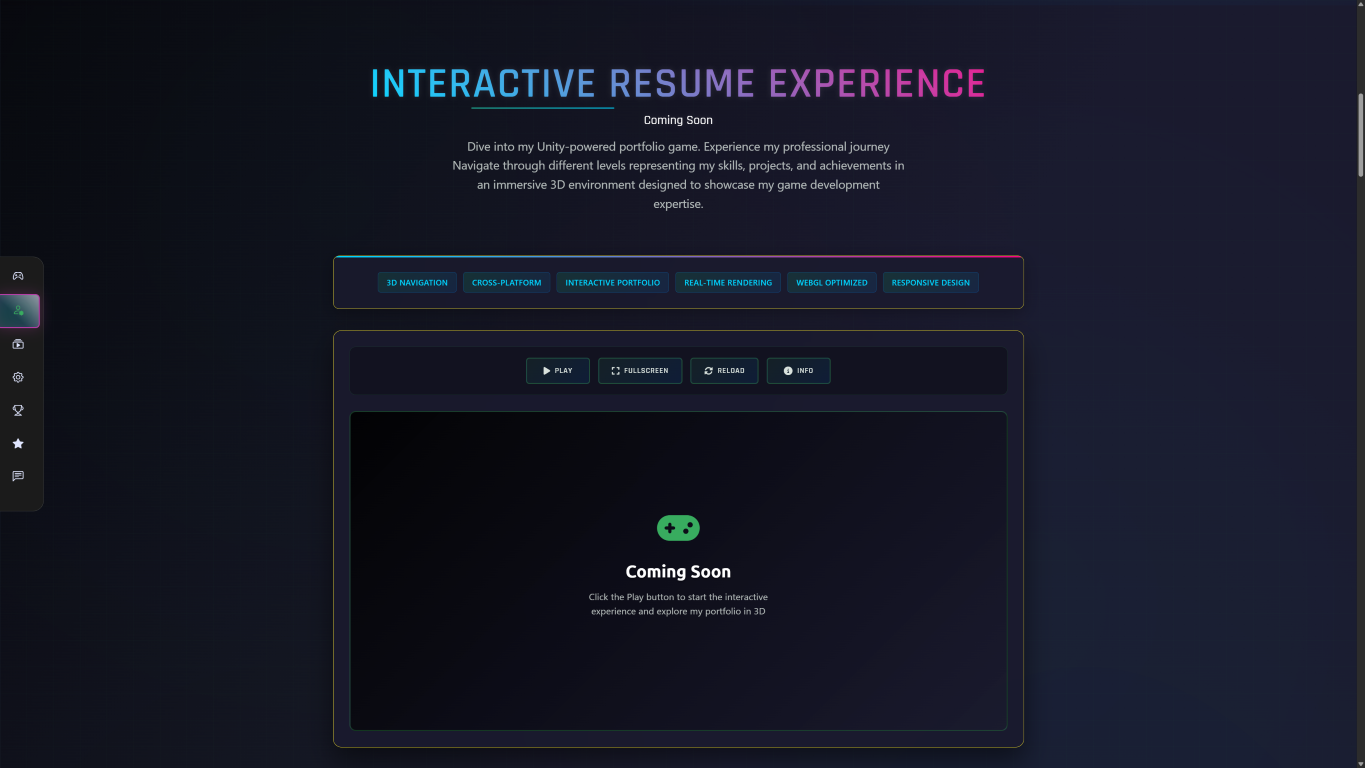 INTERACTIVE RESUME EXPERIENCE
Coming Soon
Dive into my Unity-powered portfolio game. Experience my professional journey
Navigate through different levels representing my skills, projects, and achievements in
an immersive 3D environment designed to showcase my game development
expertise.
3D NAVIGATION CROSS-PLATFORM INTERACTIVE PORTFOLIO REAL-TIME RENDERING WEBGL OPTIMIZED RESPONSIVE DESIGN
PLAY FULLSCREEN RELOAD INFO
Coming Soon
Click the Play button to start the interactive
experience and explore my portfolio in 3D